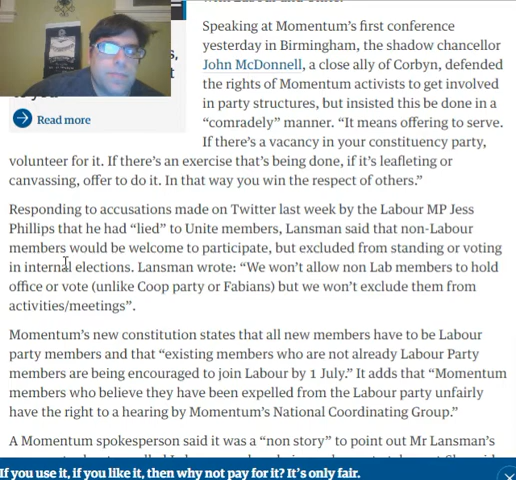 Speaking at Momentum's first conference
yesterday in Birmingham, the shadow chancellor
John McDonnell, a close ally of Corbyn, defended
the rights of Momentum activists to get involved
in party structures, but insisted this be done in a
“comradely” manner. “It means offering to serve.
If there's a vacancy in your constituency party,
volunteer for it. If there's an exercise that's being done, if it's leafleting or
canvassing, offer to do it. In that way you win the respect of others.”
Read more
Responding to accusations made on Twitter last week by the Labour MP Jess
Phillips that he had “lied” to Unite members, Lansman said that non-Labour
members would be welcome to participate, but excluded from standing or voting
in internal elections. Lansman wrote: “We won't allow non Lab members to hold
office or vote (unlike Coop party or Fabians) but we won't exclude them from
activities/meetings”.
Momentum's new constitution states that all new members have to be Labour
party members and that “existing members who are not already Labour Party
members are being encouraged to join Labour by 1 July.” It adds that “Momentum
members who believe they have been expelled from the Labour party unfairly
have the right to a hearing by Momentum's National Coordinating Group.”
A Momentum spokesperson said it was a “non story” to point out Mr Lansman's
If you use it, if you like it, then why not pay for it? It's only fair.